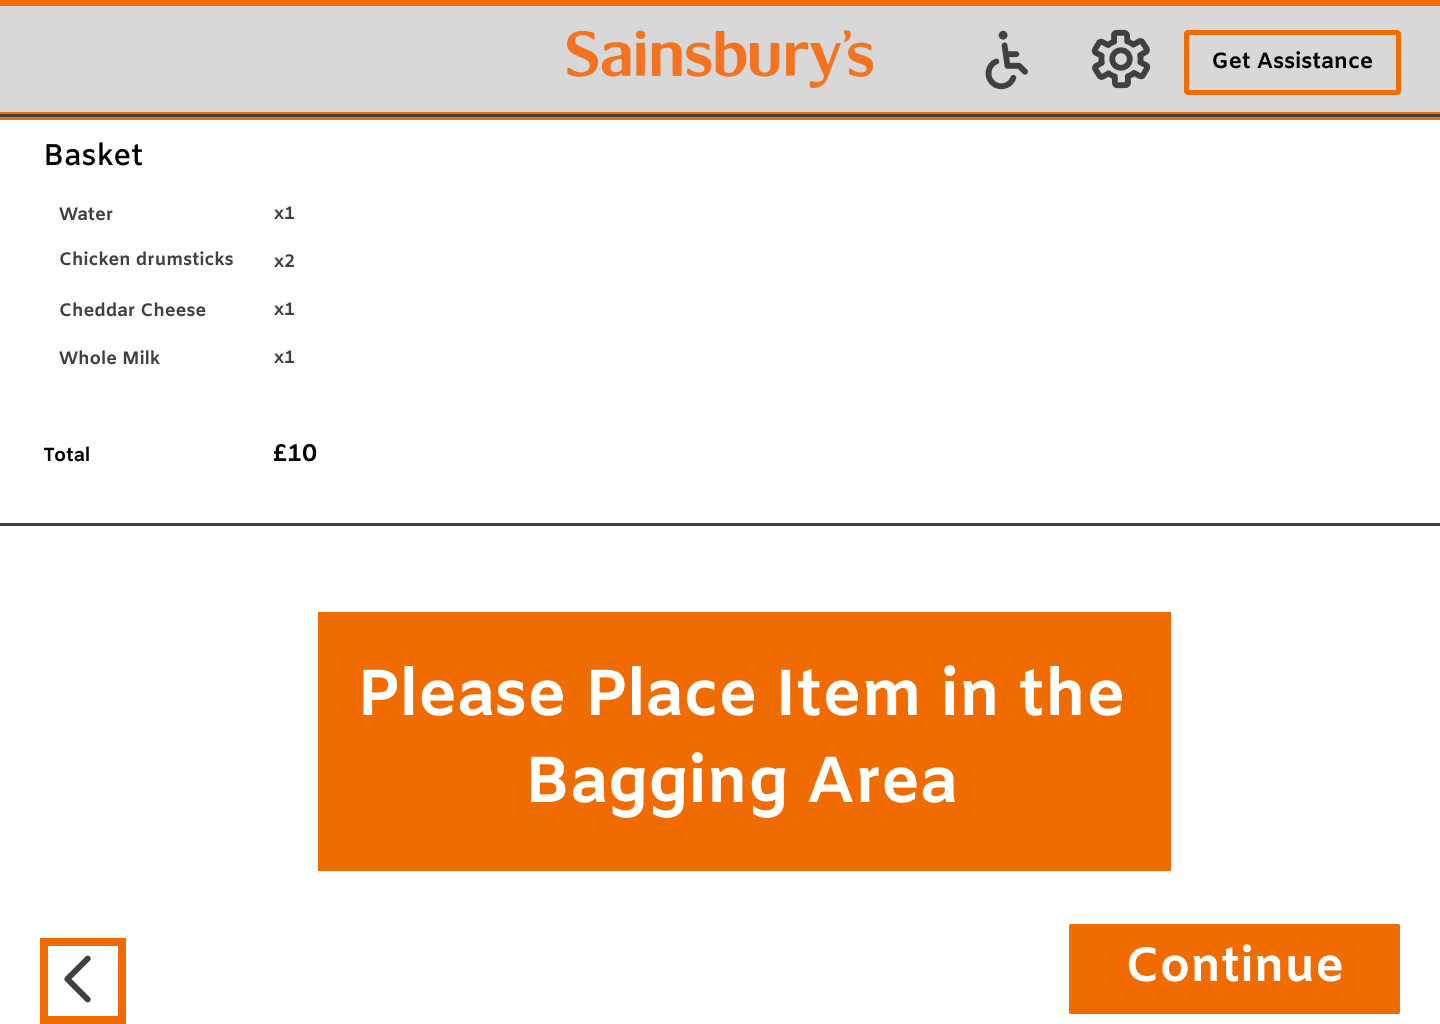 Sainsbury's
Get Assistance
Basket
Water x1
Chicken drumsticks x2
Cheddar Cheese x1
Whole Milk x1
Total £10
Please Place Item in the
Bagging Area
Continue